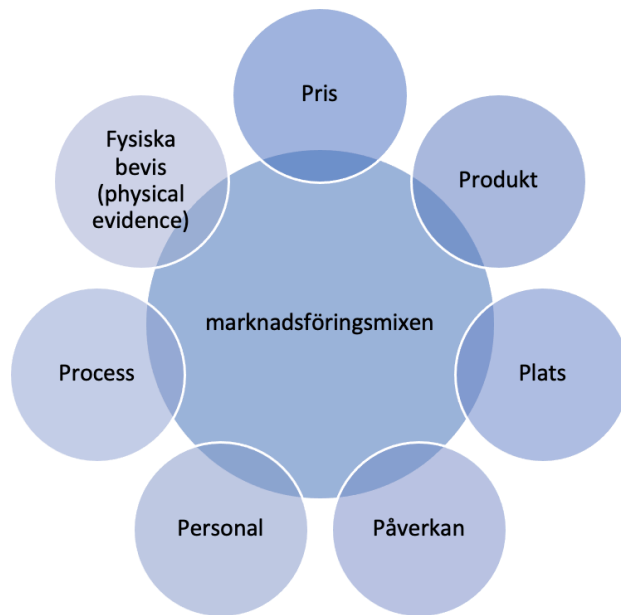 Pris
Produkt
Plats
Påverkan
Personal
Process
Fysiska
bevis
(physical
evidence)
marknadsföringsmixen